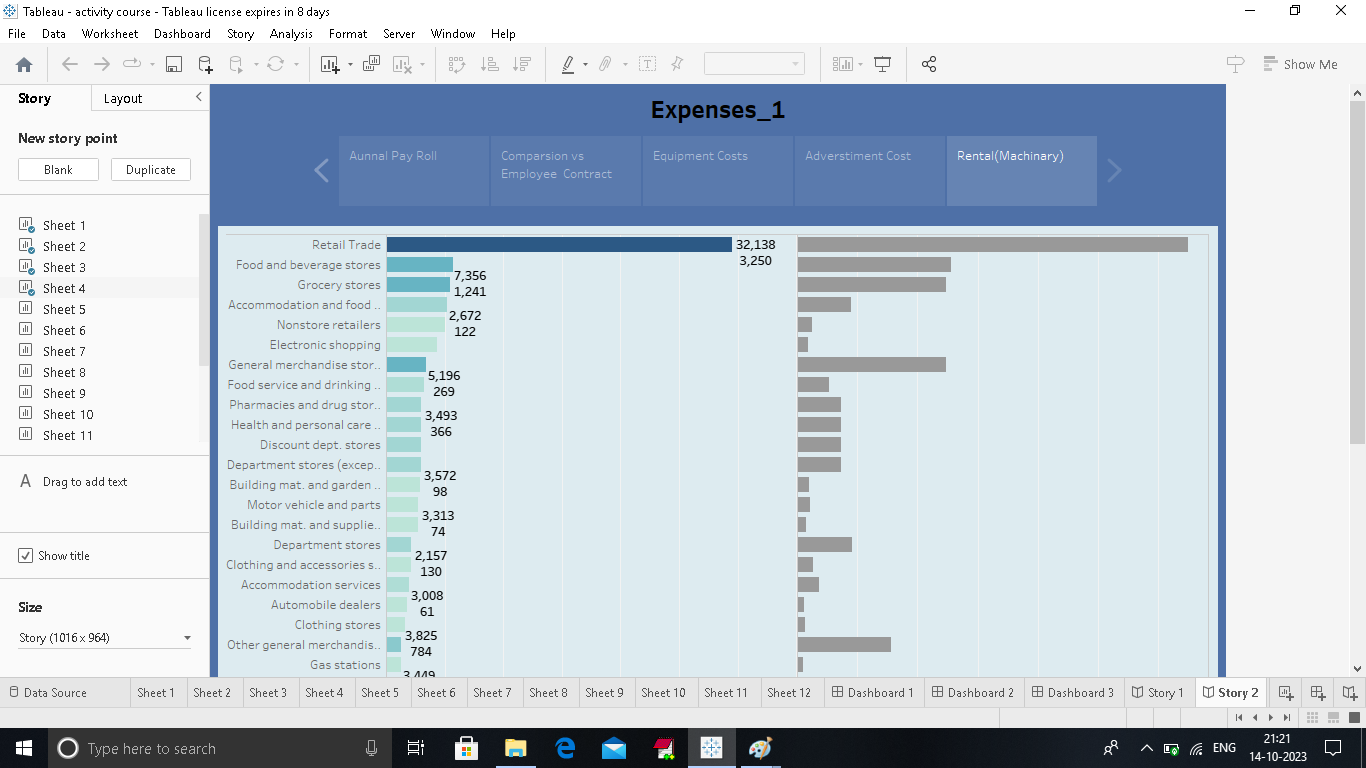 Tableau - activity course - Tableau license expires in 8 days
File Data Worksheet Dashboard Story Analysis Format Server Window Help
Show Me
Story Layout
New story point
Blank Duplicate
Sheet 1
Sheet 2
Sheet 3
Sheet 4
Sheet 5
Sheet 6
Sheet 7
Sheet 8
Sheet 9
Sheet 10
Sheet 11
A Drag to add text
Show title
Size
Story (1016 x 964)
Expenses_1
Aunnal Pay Roll
Comparsion vs
Employee Contract
Equipment Costs
Adverstiment Cost
Rental(Machinary)
Retail Trade 32,138
3,250
Food and beverage stores
7,356
Grocery stores
1,241
Accommodation and food ..
2,672
Nonstore retailers
122
Electronic shopping
General merchandise stor..
5,196
Food service and drinking ..
269
Pharmacies and drug stor..
3,493
Health and personal care ..
366
Discount dept. stores
Department stores (excep..
3,572
Building mat. and garden ..
98
Motor vehicle and parts
3,313
Building mat. and supplie..
74
Department stores
2,157
Clothing and accessories s..
130
Accommodation services
3,008
Automobile dealers
61
Clothing stores
3,825
Other general merchandis..
784
Gas stations
3,449
Data Source Sheet 1 Sheet 2 Sheet 3 Sheet 4 Sheet 5 Sheet 6 Sheet 7 Sheet 8 Sheet 9 Sheet 10 Sheet 11 Sheet 12 Dashboard 1 Dashboard 2 Dashboard 3 Story 1 Story 2
Type here to search
ENG
21:21
14-10-2023